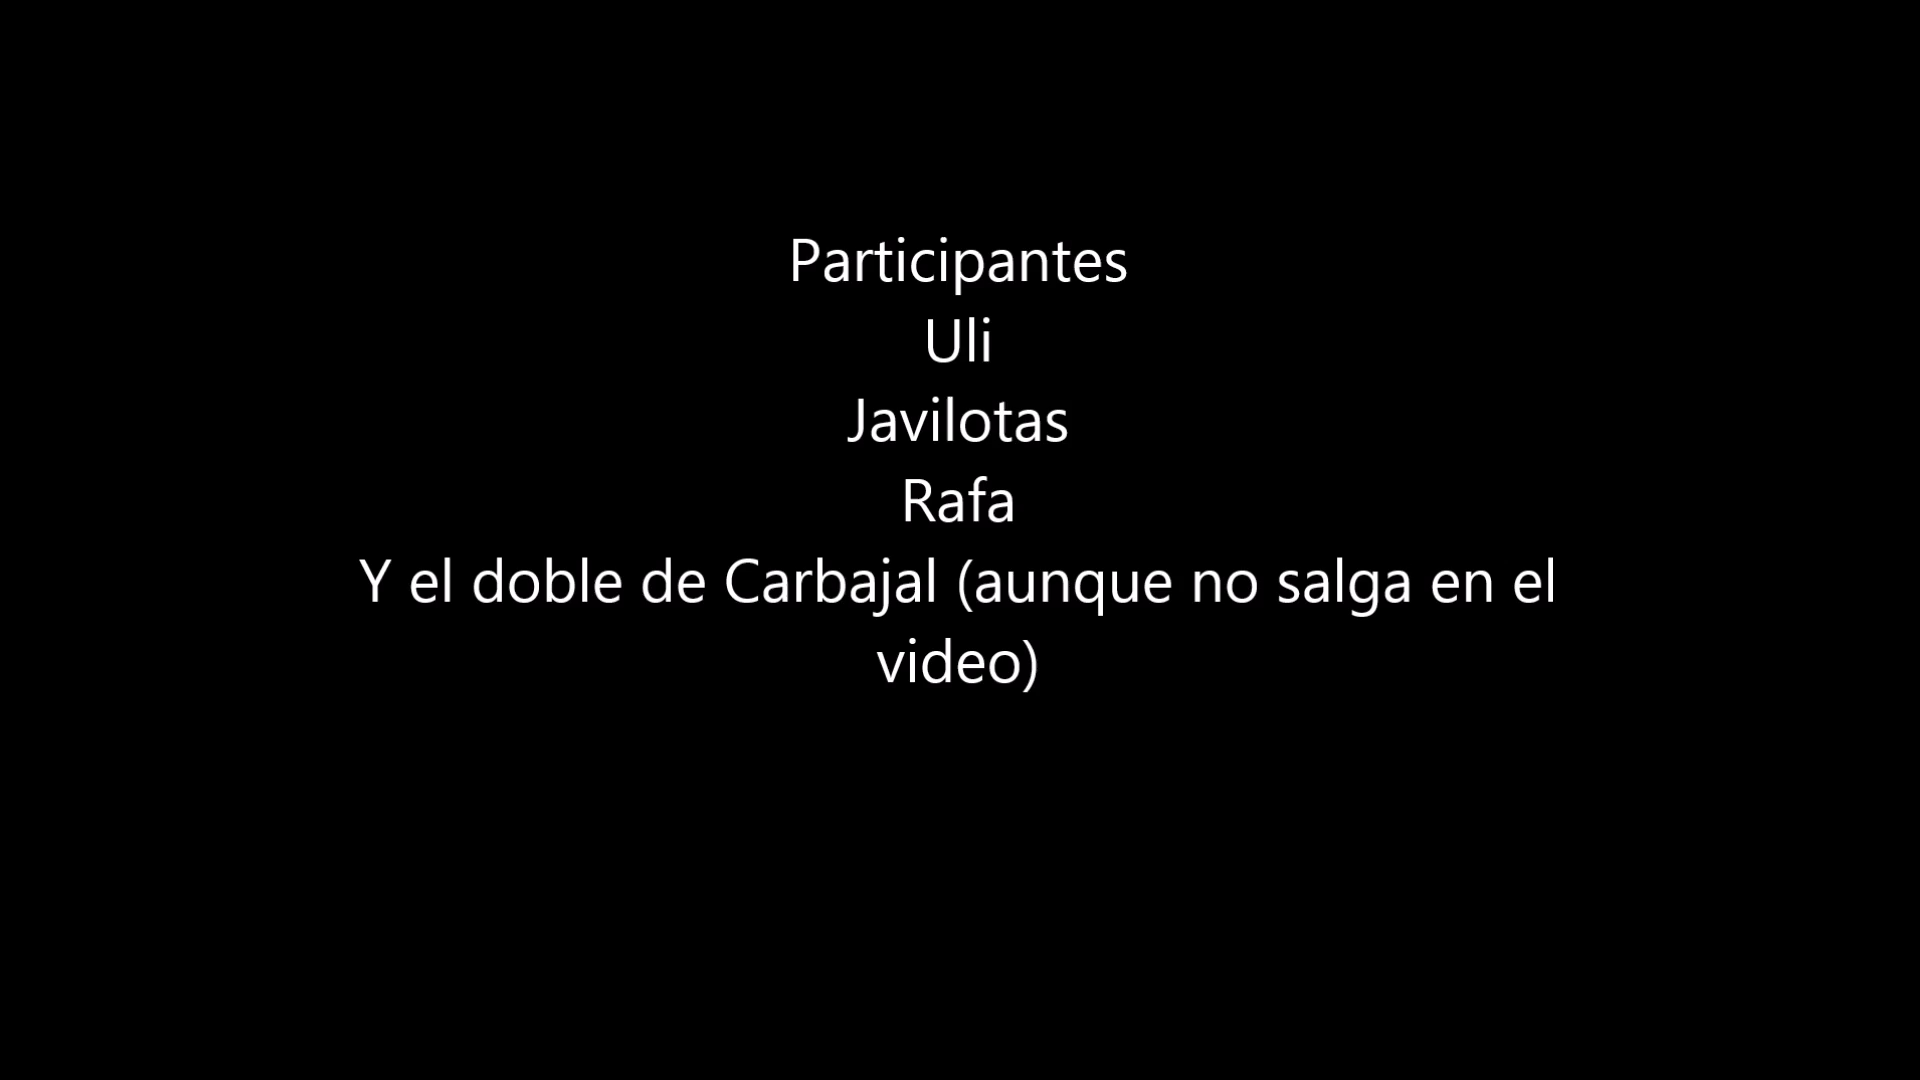 Participantes
Uli
Javilotas
Rafa
Y el doble de Carbajal (aunque no salga en el
video)